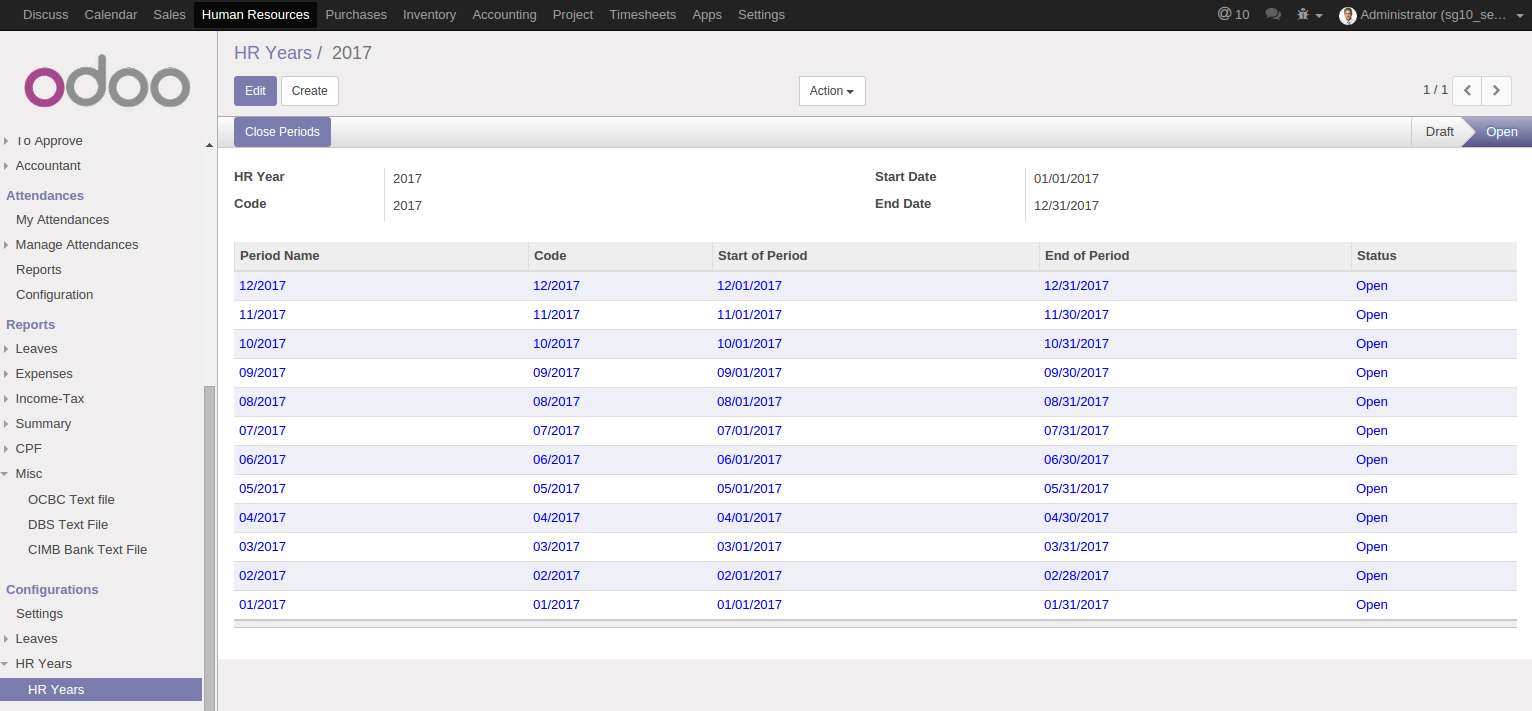 Discuss Calendar Sales Human Resources Purchases Inventory Accounting Project Timesheets Apps Settings @ 10 Administrator (sg10_se...
odoo
To Approve
Accountant
Attendances
My Attendances
Manage Attendances
Reports
Configuration
Reports
Leaves
Expenses
Income-Tax
Summary
CPF
Misc
OCBC Text file
DBS Text File
CIMB Bank Text File
Configurations
Settings
Leaves
HR Years
HR Years
HR Years / 2017
Edit Create Action 1 / 1
Close Periods Draft Open
HR Year 2017 Start Date 01/01/2017
Code 2017 End Date 12/31/2017
Period Name Code Start of Period End of Period Status
12/2017 12/2017 12/01/2017 12/31/2017 Open
11/2017 11/2017 11/01/2017 11/30/2017 Open
10/2017 10/2017 10/01/2017 10/31/2017 Open
09/2017 09/2017 09/01/2017 09/30/2017 Open
08/2017 08/2017 08/01/2017 08/31/2017 Open
07/2017 07/2017 07/01/2017 07/31/2017 Open
06/2017 06/2017 06/01/2017 06/30/2017 Open
05/2017 05/2017 05/01/2017 05/31/2017 Open
04/2017 04/2017 04/01/2017 04/30/2017 Open
03/2017 03/2017 03/01/2017 03/31/2017 Open
02/2017 02/2017 02/01/2017 02/28/2017 Open
01/2017 01/2017 01/01/2017 01/31/2017 Open